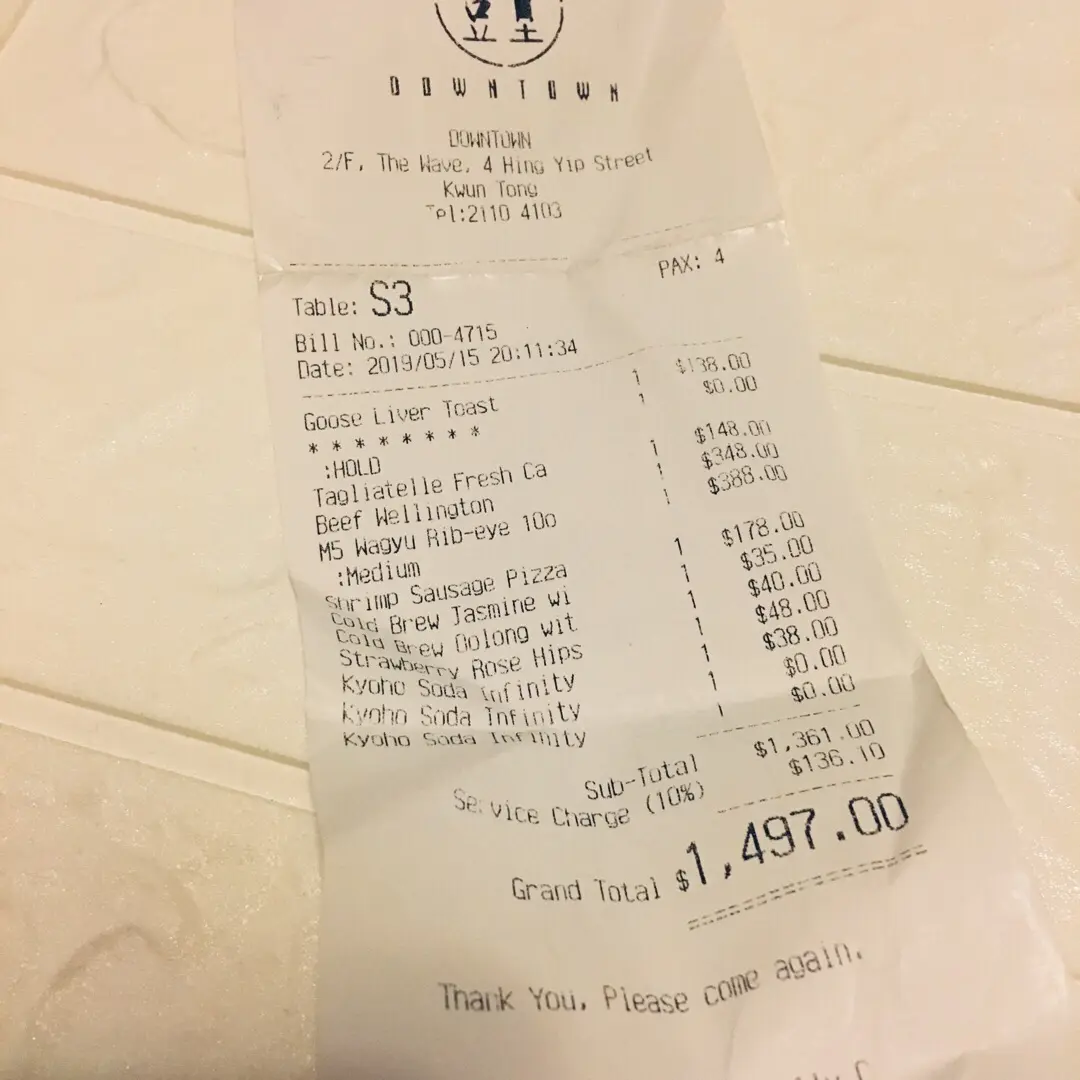 DOWNTOWN
DOWNTOWN
2/F, The Wave, 4 Hing Yip Street
Kwun Tong
Tel:2110 4103
PAX: 4
Table: S3
Bill No.: 000-4715
Date: 2019/05/15 20:11:34
Goose Liver Toast 1 $138.00
* * * * * * * * 1 $0.00
:HOLD
Tagliatelle Fresh Ca 1 $148.00
Beef Wellington 1 $348.00
M5 Wagyu Rib-eye 10o 1 $388.00
:Medium
Shrimp Sausage Pizza 1 $178.00
Cold Brew Jasmine wi 1 $35.00
Cold Brew Oolong wit 1 $40.00
Strawberry Rose Hips 1 $48.00
Kyoho Soda Infinity 1 $38.00
Kyoho Soda Infinity 1 $0.00
Kyoho Soda Infinity 1 $0.00
Sub-Total $1,361.00
Service Charge (10%) $136.10
Grand Total $1,497.00
Thank You, Please come again.